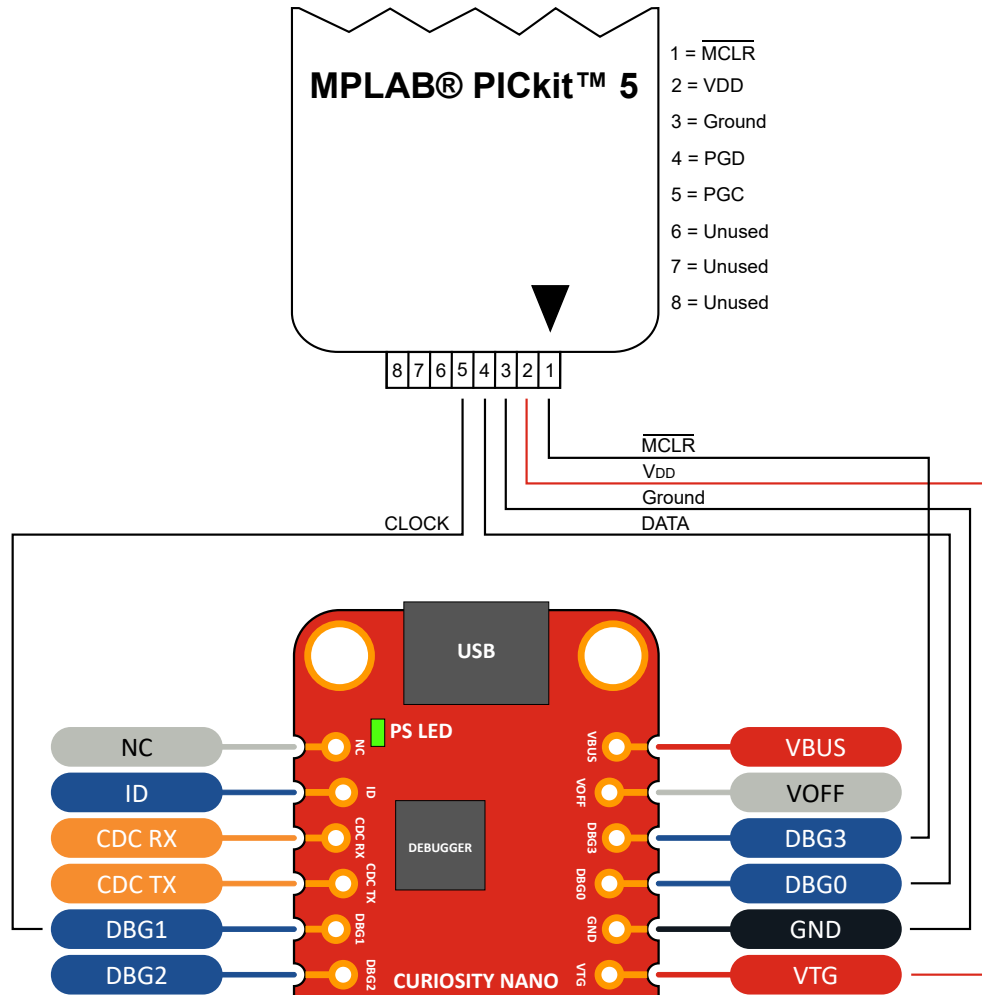 MPLAB® PICkit™ 5
1 = MCLR
2 = VDD
3 = Ground
4 = PGD
5 = PGC
6 = Unused
7 = Unused
8 = Unused
8 7 6 5 4 3 2 1
MCLR
VDD
Ground
CLOCK
DATA
USB
PS LED
NC
NC
VBUS
VBUS
ID
ID
VOFF
VOFF
CDC RX
CDC RX
DEBUGGER
DBG3
DBG3
CDC TX
CDC TX
DBG0
DBG0
DBG1
DBG1
GND
GND
DBG2
DBG2
CURIOSITY NANO
VTG
VTG